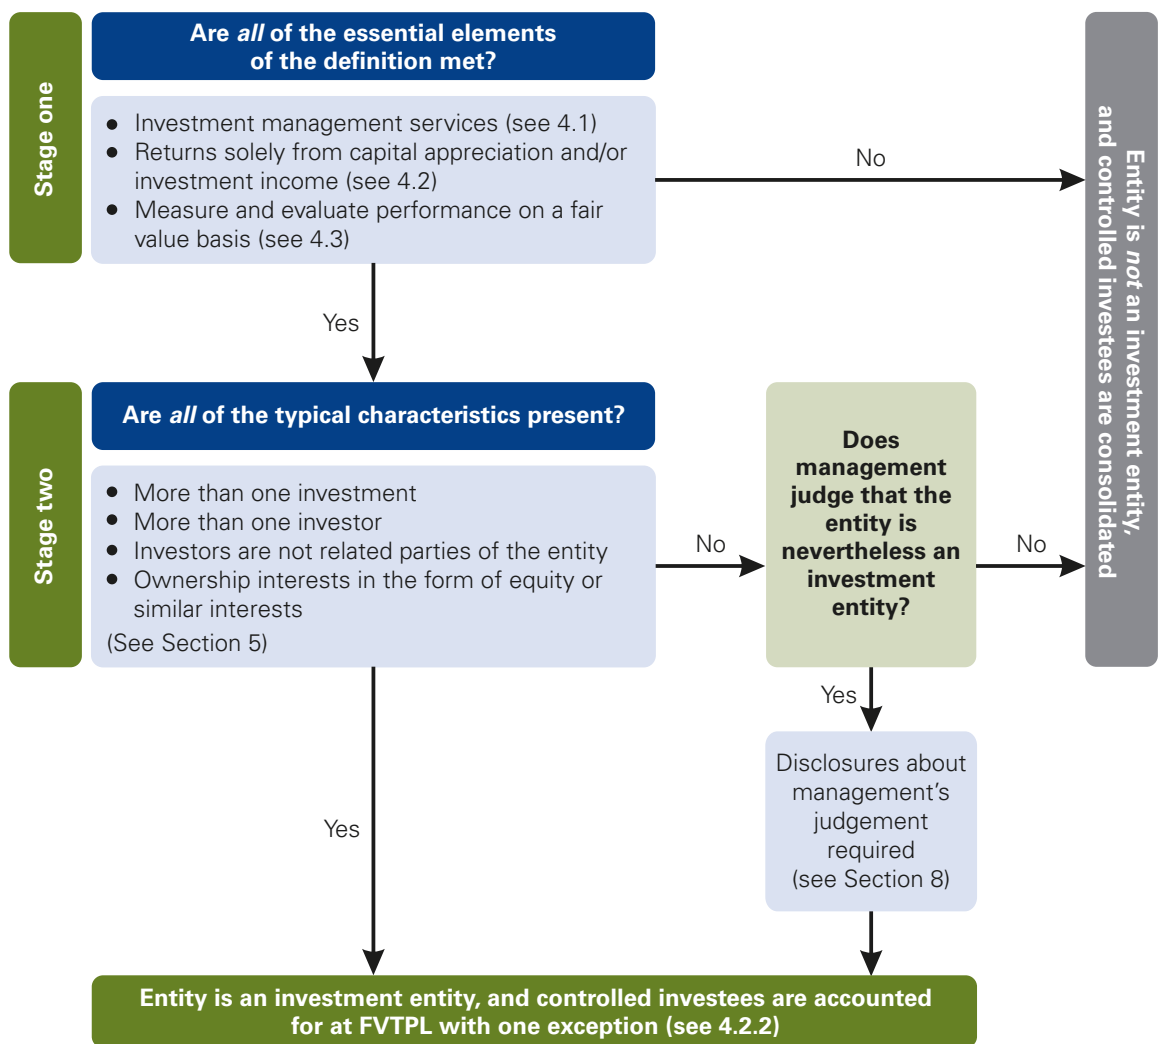 Stage one
Are all of the essential elements
of the definition met?
● Investment management services (see 4.1)
● Returns solely from capital appreciation and/or
investment income (see 4.2)
● Measure and evaluate performance on a fair
value basis (see 4.3)
No
Entity is not an investment entity,
and controlled investees are consolidated
Yes
Stage two
Are all of the typical characteristics present?
● More than one investment
● More than one investor
● Investors are not related parties of the entity
● Ownership interests in the form of equity or
similar interests
(See Section 5)
No
Does
management
judge that the
entity is
nevertheless an
investment
entity?
No
Yes
Disclosures about
management's
judgement
required
(see Section 8)
Yes
Entity is an investment entity, and controlled investees are accounted
for at FVTPL with one exception (see 4.2.2)